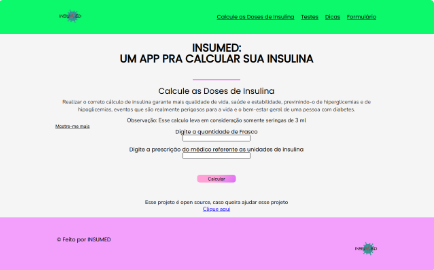 INSUMED
Calcule as Doses de Insulina Testes Dicas Formulário
INSUMED:
UM APP PRA CALCULAR SUA INSULINA
Calcule as Doses de Insulina
Realizar o correto cálculo de insulina garante mais qualidade de vida, saúde e estabilidade, prevenindo-o de hiperglicemias e de
hipoglicemias, eventos que são realmente perigosos para a vida e o bem-estar geral de uma pessoa com diabetes.
Observação: Esse calculo leva em consideração somente seringas de 3 ml
Mostre-me mais
Digite a quantidade de Frasco
Digite a prescrição do médico referente as unidades de insulina
Calcular
Esse projeto é open source, caso queira ajudar esse projeto
Clique aqui
© Feito por INSUMED
INSUMED